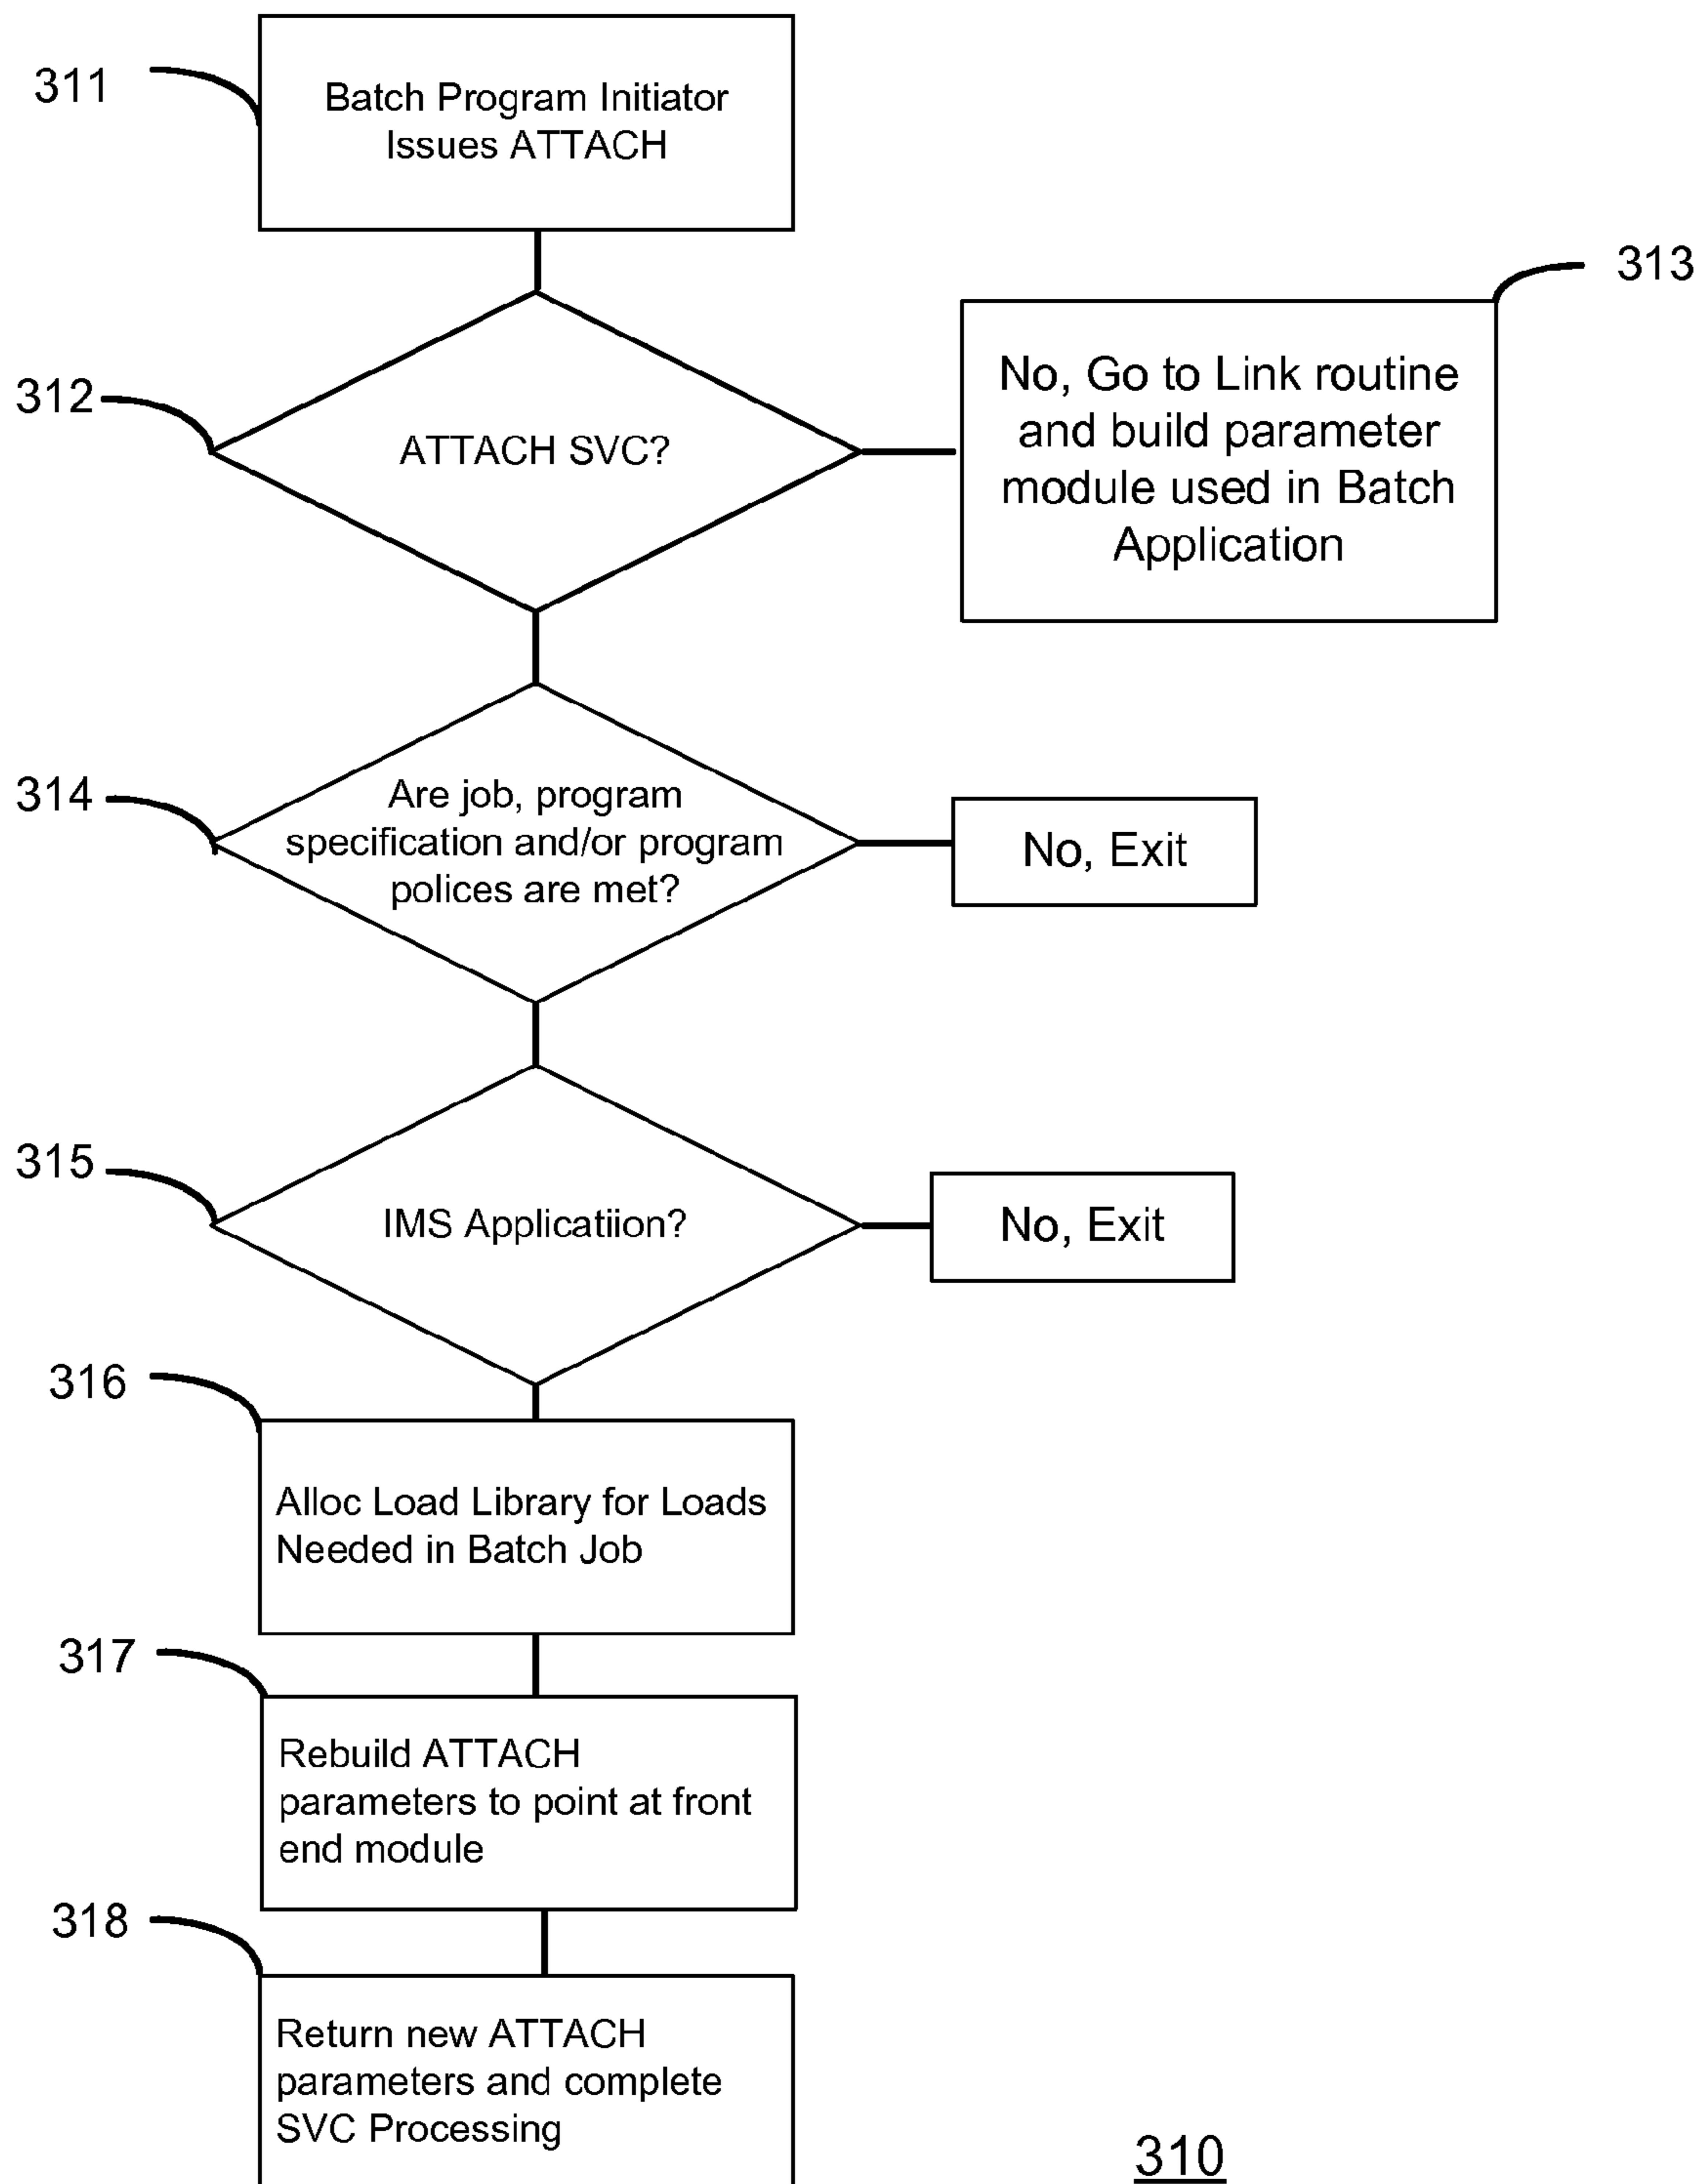 311
Batch Program Initiator
Issues ATTACH
313
312
ATTACH SVC?
No, Go to Link routine
and build parameter
module used in Batch
Application
314
Are job, program
specification and/or program
polices are met?
No, Exit
315
IMS Applicatiion?
No, Exit
316
Alloc Load Library for Loads
Needed in Batch Job
317
Rebuild ATTACH
parameters to point at front
end module
318
Return new ATTACH
parameters and complete
SVC Processing
310